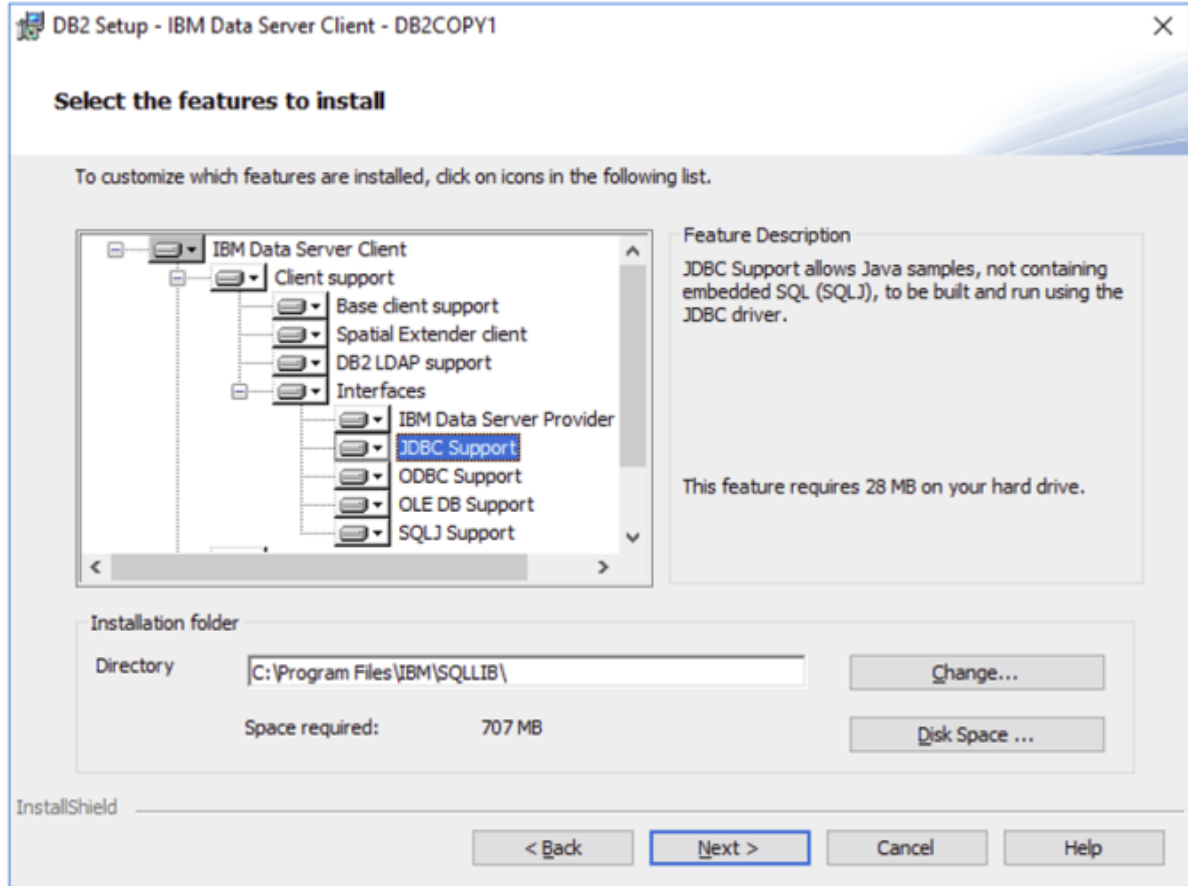 DB2 Setup - IBM Data Server Client - DB2COPY1
Select the features to install
To customize which features are installed, click on icons in the following list.
IBM Data Server Client
Client support
Base client support
Spatial Extender client
DB2 LDAP support
Interfaces
IBM Data Server Provider
JDBC Support
ODBC Support
OLE DB Support
SQLJ Support
Feature Description
JDBC Support allows Java samples, not containing
embedded SQL (SQLJ), to be built and run using the
JDBC driver.
This feature requires 28 MB on your hard drive.
Installation folder
Directory
C:\Program Files\IBM\SQLLIB\
Change...
Space required: 707 MB
Disk Space ...
InstallShield
< Back
Next >
Cancel
Help